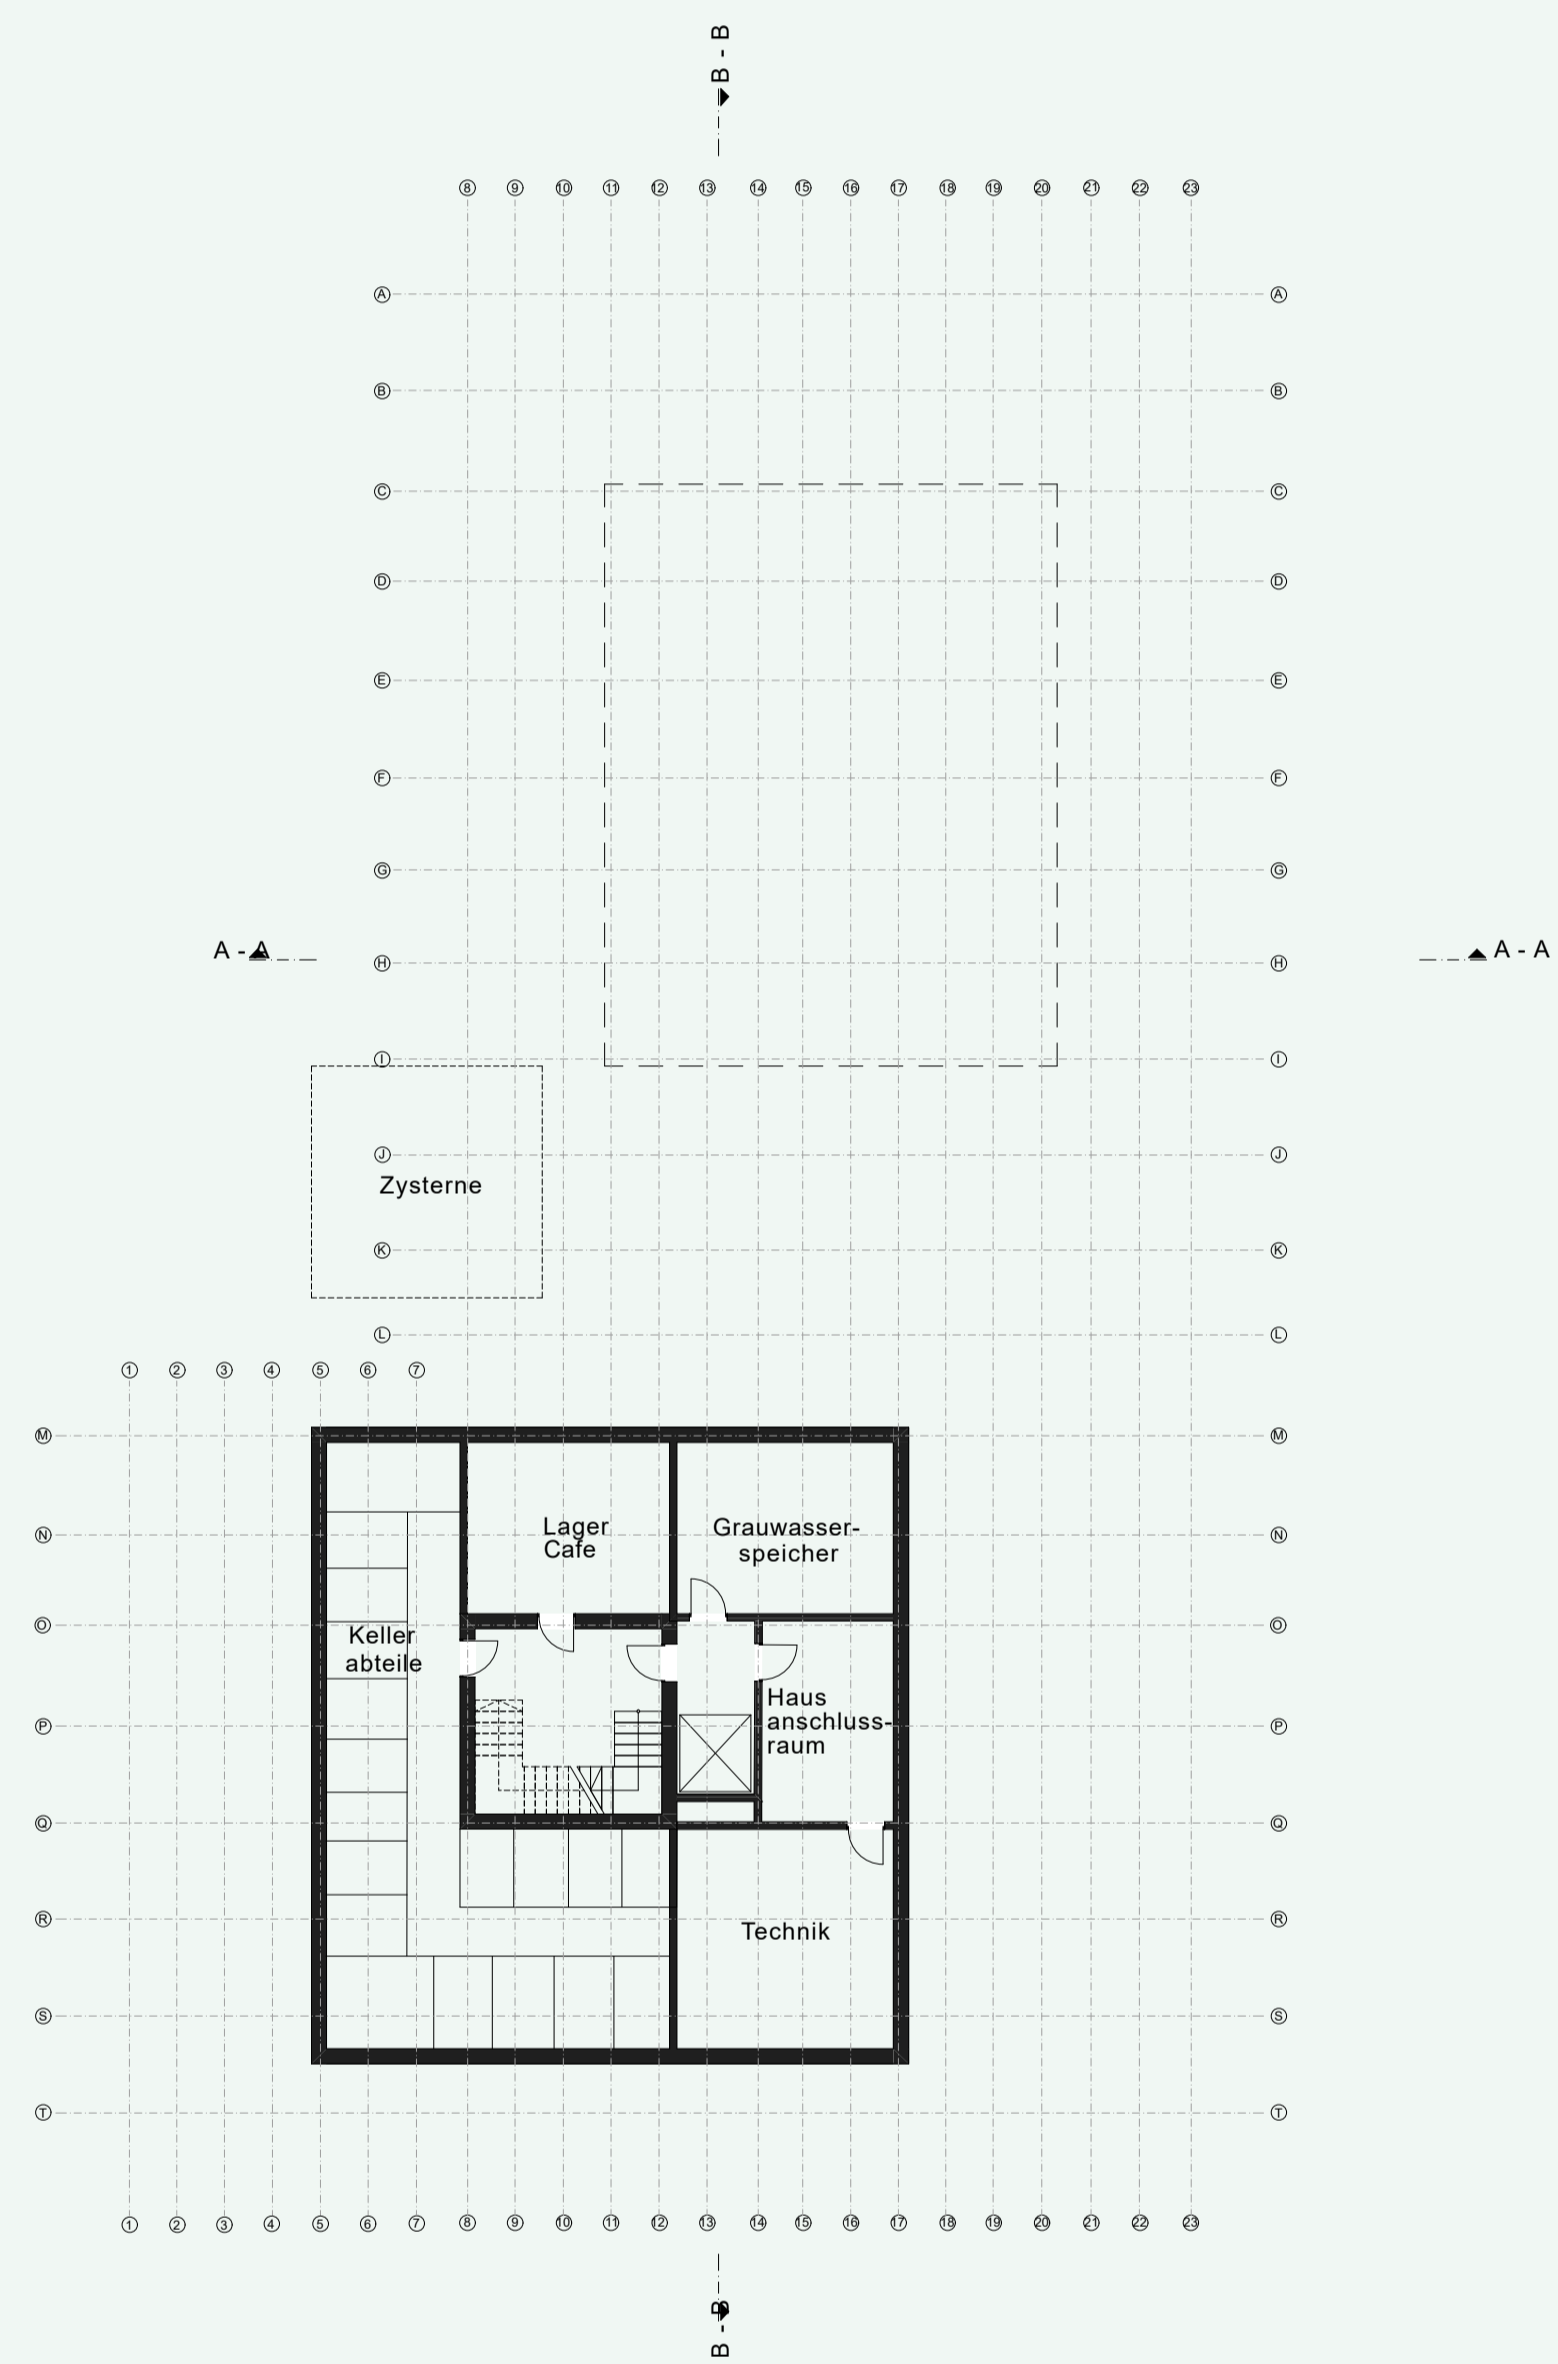 B - B
8 9 10 11 12 13 14 15 16 17 18 19 20 21 22 23
A A
B B
C C
D D
E E
F F
G G
A - A A - A
H H
I I
J J
Zysterne
K K
L L
1 2 3 4 5 6 7
M M
Lager
Cafe
Grauwasser-
speicher
N N
O O
Keller
abteile
Haus
anschluss-
raum
P P
Q Q
R R
Technik
S S
T T
1 2 3 4 5 6 7 8 9 10 11 12 13 14 15 16 17 18 19 20 21 22 23
B - B